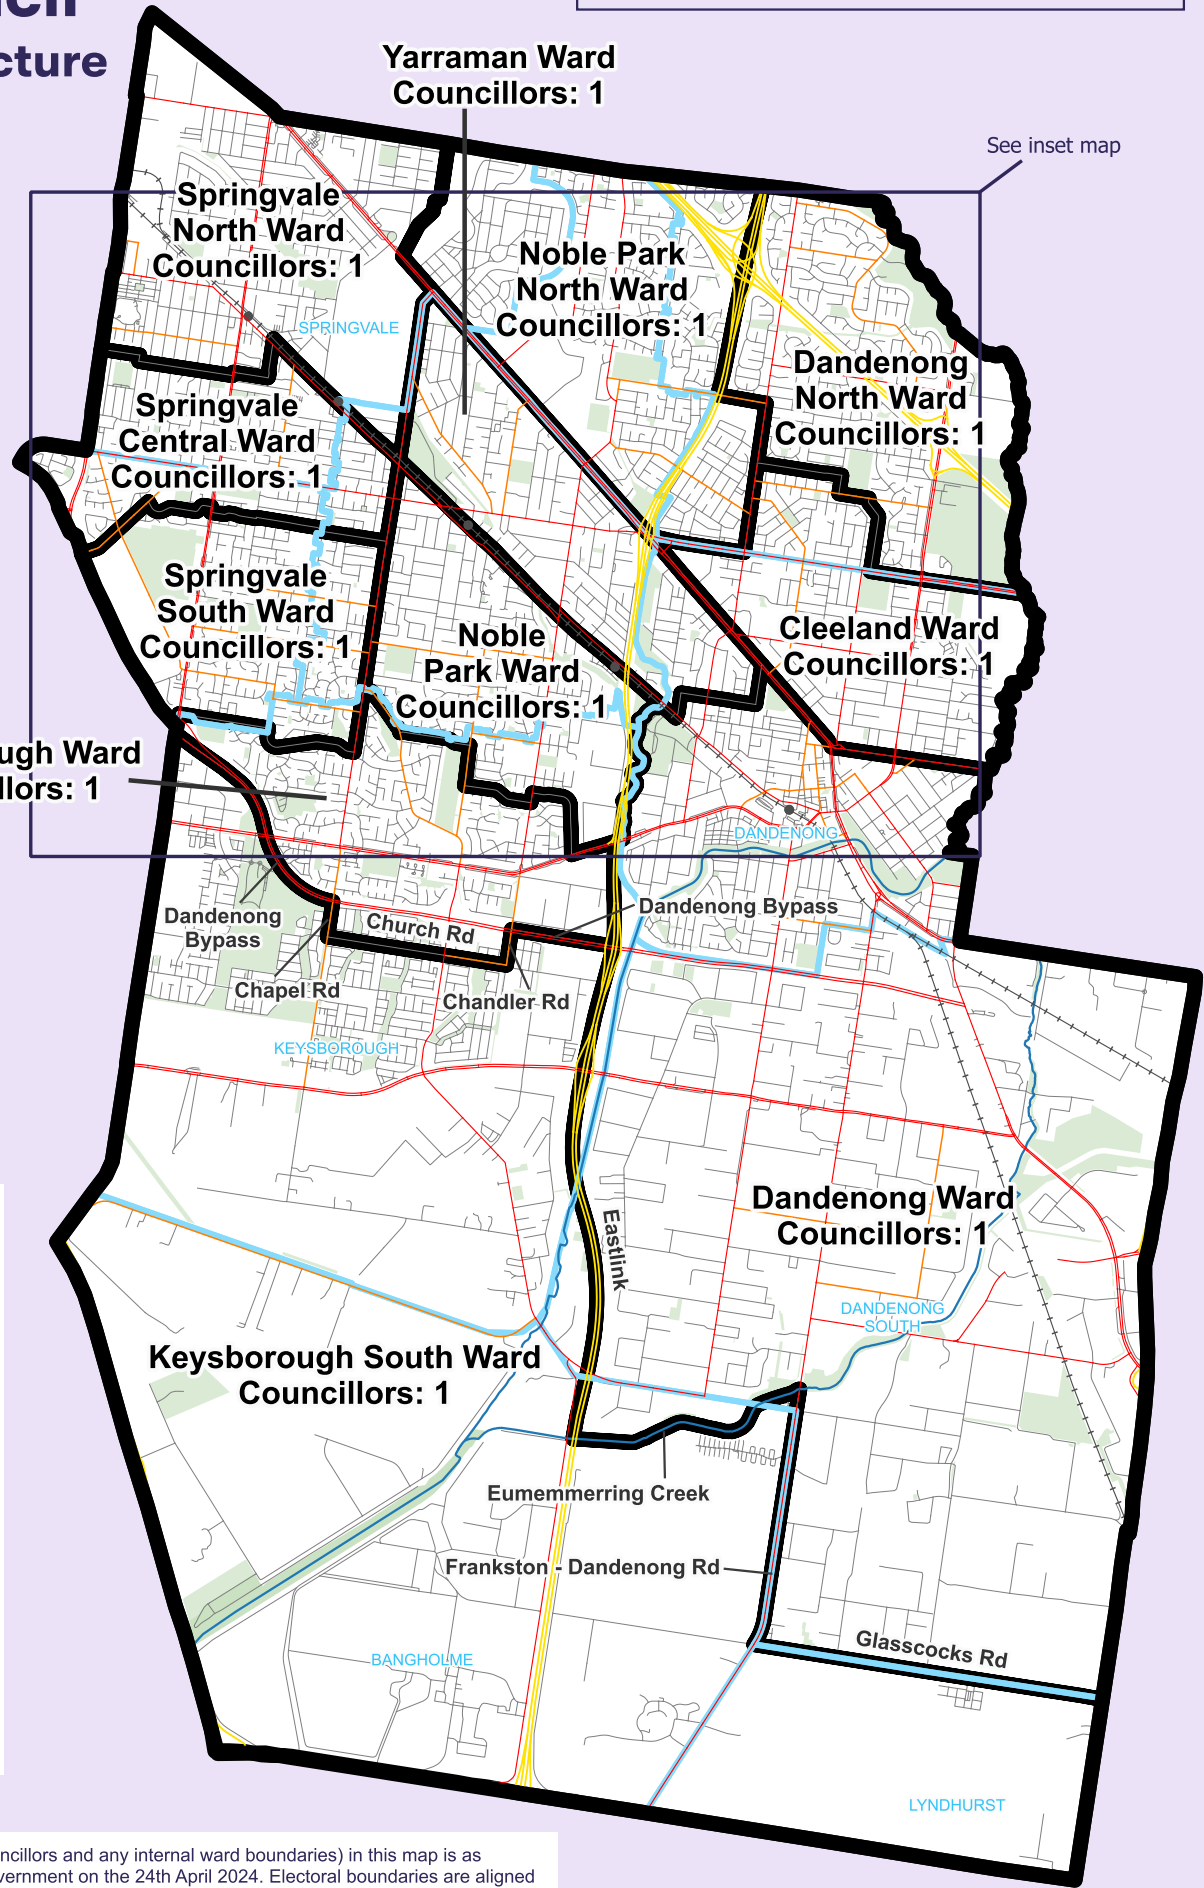 cture
Yarraman Ward
Councillors: 1
See inset map
Springvale
North Ward
Councillors: 1
Noble Park
North Ward
Councillors: 1
SPRINGVALE
Dandenong
North Ward
Councillors: 1
Springvale
Central Ward
Councillors: 1
Springvale
South Ward
Councillors: 1
Noble
Park Ward
Councillors: 1
Cleeland Ward
Councillors: 1
ugh Ward
llors: 1
DANDENONG
Dandenong
Bypass
Church Rd
Dandenong Bypass
Chapel Rd
Chandler Rd
KEYSBOROUGH
Eastlink
Dandenong Ward
Councillors: 1
DANDENONG
SOUTH
Keysborough South Ward
Councillors: 1
Eumemmerring Creek
Frankston - Dandenong Rd
Glasscocks Rd
BANGHOLME
LYNDHURST
ncillors and any internal ward boundaries) in this map is as
vernment on the 24th April 2024. Electoral boundaries are aligned